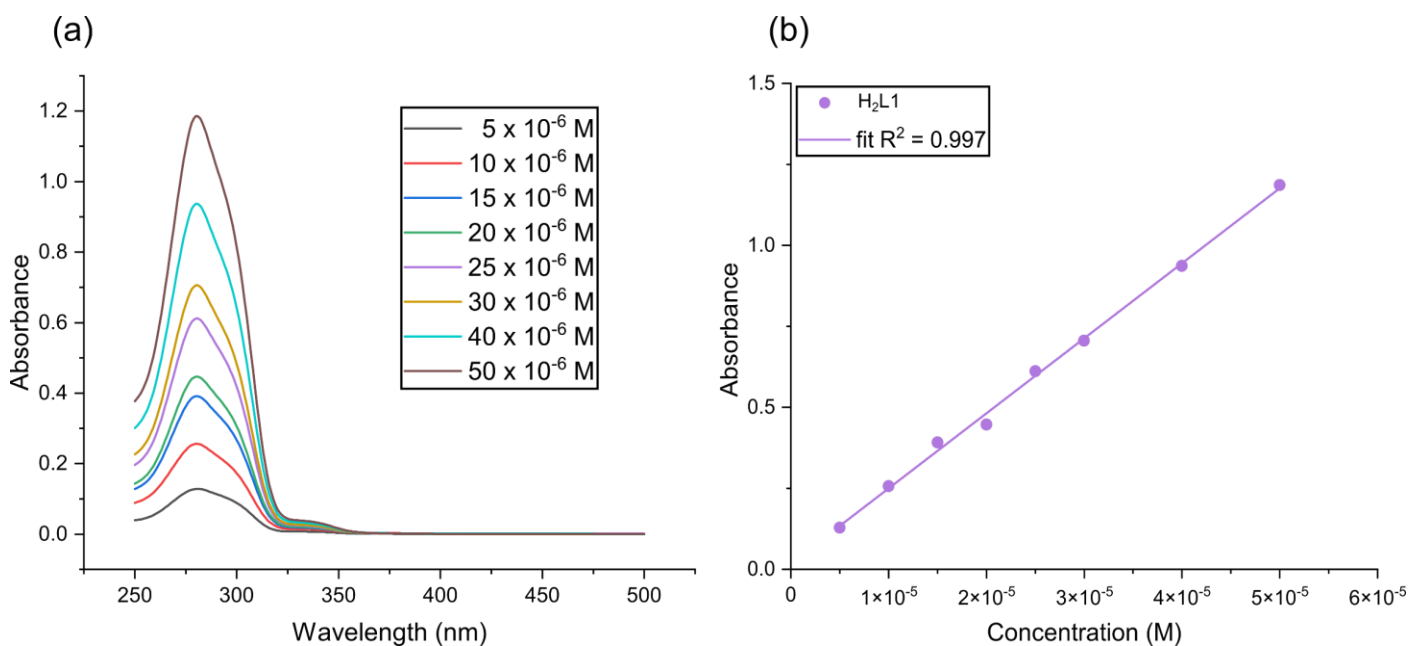 (a)
1.2
1.0
0.8
0.6
0.4
0.2
0.0
Absorbance
5 x 10⁻⁶ M
10 x 10⁻⁶ M
15 x 10⁻⁶ M
20 x 10⁻⁶ M
25 x 10⁻⁶ M
30 x 10⁻⁶ M
40 x 10⁻⁶ M
50 x 10⁻⁶ M
250 300 350 400 450 500
Wavelength (nm)
(b)
1.5
1.0
0.5
0.0
Absorbance
H₂L1
fit R² = 0.997
0 1×10⁻⁵ 2×10⁻⁵ 3×10⁻⁵ 4×10⁻⁵ 5×10⁻⁵ 6×10⁻⁵
Concentration (M)